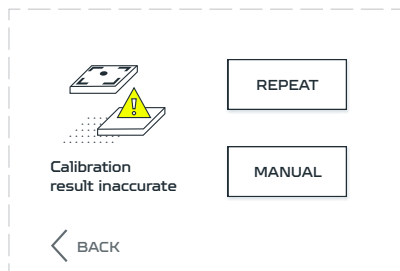 REPEAT
Calibration
result inaccurate
MANUAL
BACK